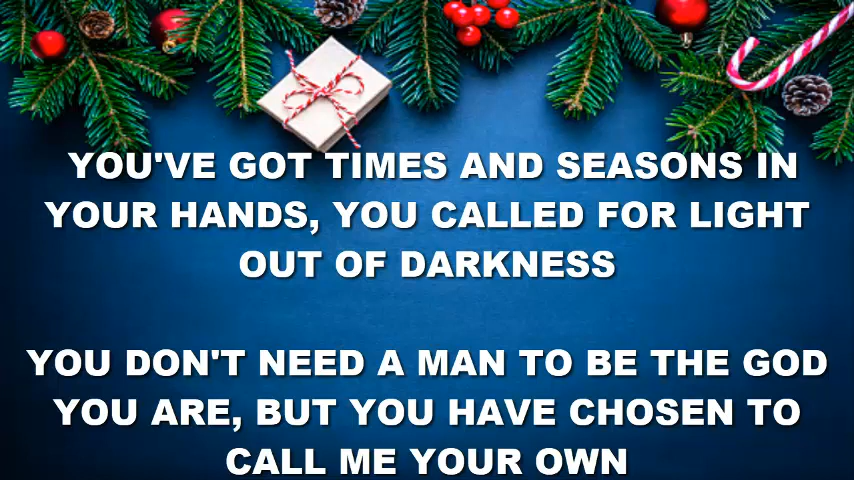 YOU'VE GOT TIMES AND SEASONS IN
YOUR HANDS, YOU CALLED FOR LIGHT
OUT OF DARKNESS
YOU DON'T NEED A MAN TO BE THE GOD
YOU ARE, BUT YOU HAVE CHOSEN TO
CALL ME YOUR OWN